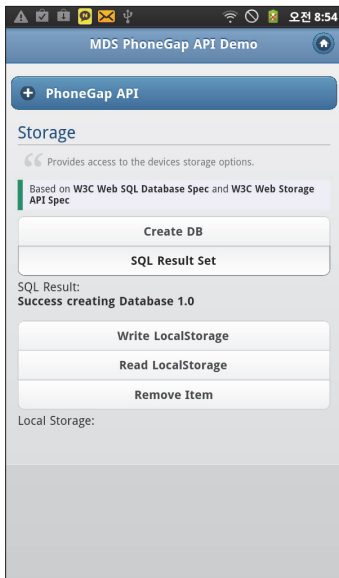 오전 8:54
MDS PhoneGap API Demo
PhoneGap API
Storage
Provides access to the devices storage options.
Based on W3C Web SQL Database Spec and W3C Web Storage
API Spec
Create DB
SQL Result Set
SQL Result:
Success creating Database 1.0
Write LocalStorage
Read LocalStorage
Remove Item
Local Storage: